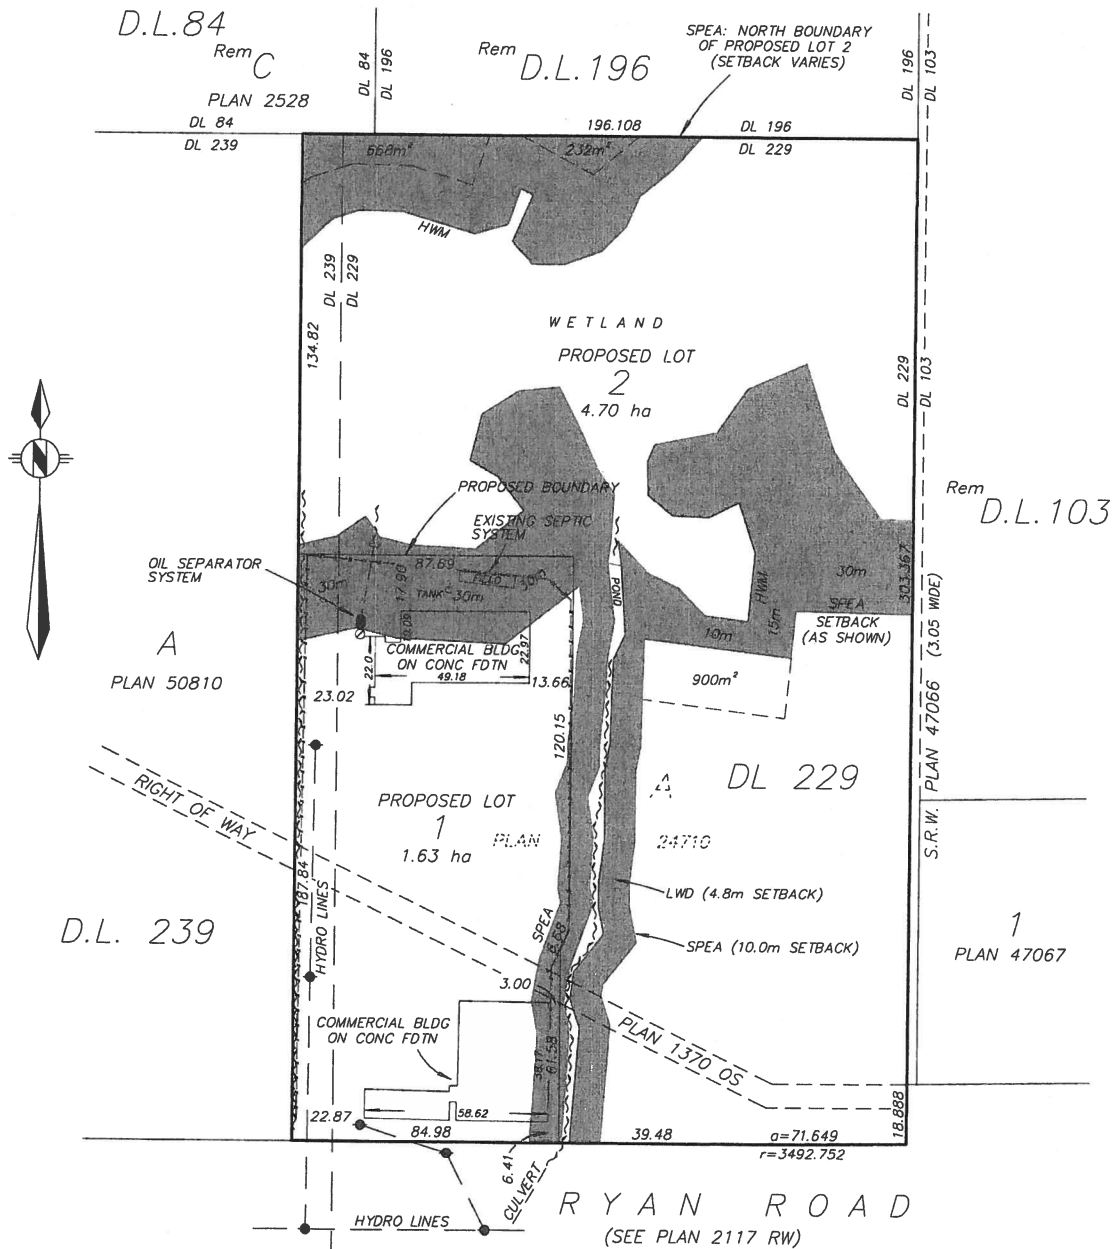 D.L.84
Rem C
PLAN 2528
DL 84
DL 239
DL 84
DL 196
Rem D.L.196
SPEA: NORTH BOUNDARY
OF PROPOSED LOT 2
(SETBACK VARIES)
DL 196
DL 103
196.108
DL 196
DL 229
668m²
232m²
HWM
DL 239
DL 229
134.82
WETLAND
PROPOSED LOT
2
4.70 ha
DL 229
DL 103
Rem
D.L.103
PROPOSED BOUNDARY
EXISTING SEPTIC
SYSTEM
OIL SEPARATOR
SYSTEM
87.69
30m
17.90
TANK
30m
FIELD
POND
HWM
15m
10m
30m
SPEA
SETBACK
(AS SHOWN)
303.367
(3.05 WIDE)
S.R.W. PLAN 47066
A
PLAN 50810
COMMERCIAL BLDG
ON CONC FDTN
22.0
49.18
22.97
13.66
23.02
900m²
120.15
RIGHT OF WAY
PROPOSED LOT
1
1.63 ha
PLAN
A
24710
DL 229
187.84
HYDRO LINES
D.L. 239
LWD (4.8m SETBACK)
SPEA (10.0m SETBACK)
SPEA
1
PLAN 47067
3.00
COMMERCIAL BLDG
ON CONC FDTN
38.17
61.58
PLAN 1370 OS
22.87
58.62
84.98
39.48
a=71.649
r=3492.752
18.888
6.41
CULVERT
HYDRO LINES
RYAN ROAD
(SEE PLAN 2117 RW)